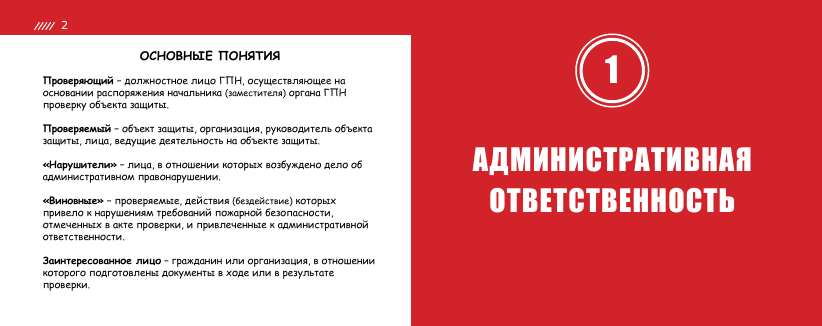 2
ОСНОВНЫЕ ПОНЯТИЯ
Проверяющий – должностное лицо ГПН, осуществляющее на
основании распоряжения начальника (заместителя) органа ГПН
проверку объекта защиты.
Проверяемый – объект защиты, организация, руководитель объекта
защиты, лица, ведущие деятельность на объекте защиты.
«Нарушители» – лица, в отношении которых возбуждено дело об
административном правонарушении.
«Виновные» – проверяемые, действия (бездействие) которых
привело к нарушениям требований пожарной безопасности,
отмеченных в акте проверки, и привлеченные к административной
ответственности.
Заинтересованное лицо – гражданин или организация, в отношении
которого подготовлены документы в ходе или в результате
проверки.
1
АДМИНИСТРАТИВНАЯ
ОТВЕТСТВЕННОСТЬ